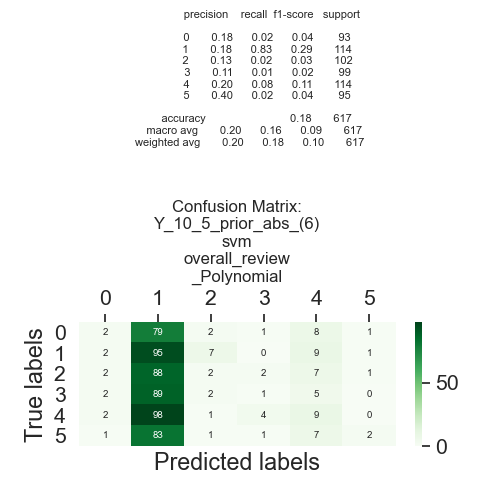 precision recall f1-score support
0 0.18 0.02 0.04 93
1 0.18 0.83 0.29 114
2 0.13 0.02 0.03 102
3 0.11 0.01 0.02 99
4 0.20 0.08 0.11 114
5 0.40 0.02 0.04 95
accuracy 0.18 617
macro avg 0.20 0.16 0.09 617
weighted avg 0.20 0.18 0.10 617
Confusion Matrix:
Y_10_5_prior_abs_(6)
svm
overall_review
_Polynomial
0 1 2 3 4 5
True labels
0 2 79 2 1 8 1
1 2 95 7 0 9 1
2 2 88 2 2 7 1
3 2 89 2 1 5 0
4 2 98 1 4 9 0
5 1 83 1 1 7 2
50
0
Predicted labels